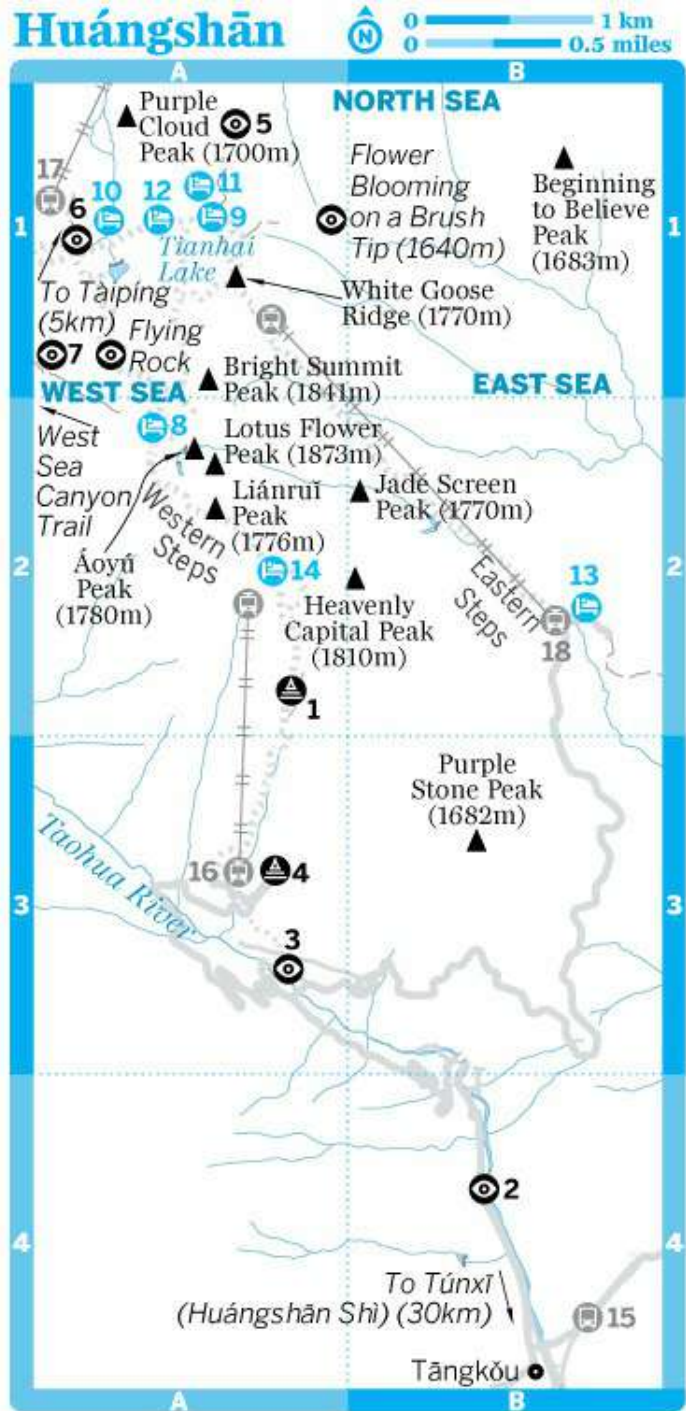 Huángshān
N
0 1 km
0 0.5 miles
A B
NORTH SEA
Purple
Cloud
Peak (1700m)
5
Flower
Blooming
on a Brush
Tip (1640m)
Beginning
to Believe
Peak
(1683m)
17
10 12 11
6
9
1 1
Tianhai
Lake
To Tàipíng
(5km)
White Goose
Ridge (1770m)
7
Flying
Rock
Bright Summit
Peak (1841m)
WEST SEA
EAST SEA
8
West
Sea
Canyon
Trail
Lotus Flower
Peak (1873m)
Liánruǐ
Peak
(1776m)
Jade Screen
Peak (1770m)
Western
Steps
Áoyú
Peak
(1780m)
2 2
14
Heavenly
Capital Peak
(1810m)
Eastern
Steps
13
18
1
Purple
Stone Peak
(1682m)
Taohua River
16
4
3 3
3
2
4 4
To Túnxī
(Huángshān Shì) (30km)
15
Tāngkǒu
A B